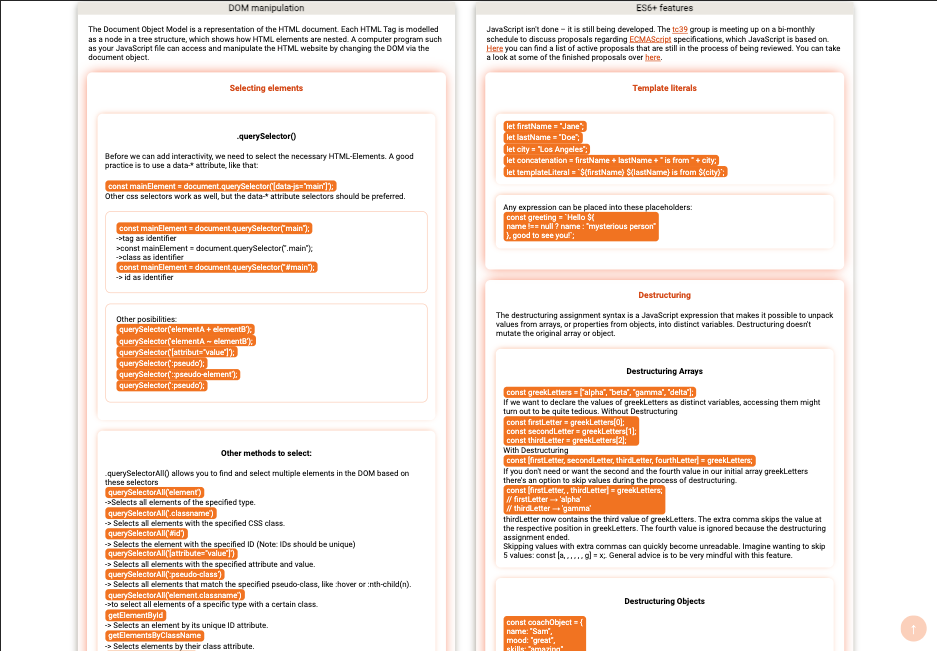 DOM manipulation
The Document Object Model is a representation of the HTML document. Each HTML Tag is modelled
as a node in a tree structure, which shows how HTML elements are nested. A computer program such
as your JavaScript file can access and manipulate the HTML website by changing the DOM via the
document object.
Selecting elements
.querySelector()
Before we can add interactivity, we need to select the necessary HTML-Elements. A good
practice is to use a data-* attribute, like that:
const mainElement = document.querySelector('[data-js="main"]');
Other css selectors work as well, but the data-* attribute selectors should be preferred.
const mainElement = document.querySelector("main");
->tag as identifier
>const mainElement = document.querySelector(".main");
->class as identifier
const mainElement = document.querySelector("#main");
-> id as identifier
Other posibilities:
querySelector('elementA + elementB');
querySelector('elementA ~ elementB');
querySelector('[attribut="value"]');
querySelector(':pseudo');
querySelector('::pseudo-element');
querySelector(':pseudo');
Other methods to select:
.querySelectorAll() allows you to find and select multiple elements in the DOM based on
these selectors
querySelectorAll('element')
->Selects all elements of the specified type.
querySelectorAll('.classname')
-> Selects all elements with the specified CSS class.
querySelectorAll('#id')
-> Selects the element with the specified ID (Note: IDs should be unique)
querySelectorAll('[attribute="value"]')
-> Selects all elements with the specified attribute and value.
querySelectorAll(':pseudo-class')
-> Selects all elements that match the specified pseudo-class, like :hover or :nth-child(n).
querySelectorAll('element.classname')
->to select all elements of a specific type with a certain class.
getElementById
-> Selects an element by its unique ID attribute.
getElementsByClassName
-> Selects elements by their class attribute.
ES6+ features
JavaScript isn't done – it is still being developed. The tc39 group is meeting up on a bi-monthly
schedule to discuss proposals regarding ECMAScript specifications, which JavaScript is based on.
Here you can find a list of active proposals that are still in the process of being reviewed. You can take
a look at some of the finished proposals over here.
Template literals
let firstName = "Jane";
let lastName = "Doe";
let city = "Los Angeles";
let concatenation = firstName + lastName + " is from " + city;
let templateLiteral = `${firstName} ${lastName} is from ${city}`;
Any expression can be placed into these placeholders:
const greeting = `Hello ${
name !== null ? name : "mysterious person"
}, good to see you!`;
Destructuring
The destructuring assignment syntax is a JavaScript expression that makes it possible to unpack
values from arrays, or properties from objects, into distinct variables. Destructuring doesn't
mutate the original array or object.
Destructuring Arrays
const greekLetters = ["alpha", "beta", "gamma", "delta"];
If we want to declare the values of greekLetters as distinct variables, accessing them might
turn out to be quite tedious. Without Destructuring
const firstLetter = greekLetters[0];
const secondLetter = greekLetters[1];
const thirdLetter = greekLetters[2];
With Destructuring
const [firstLetter, secondLetter, thirdLetter, fourthLetter] = greekLetters;
If you don't need or want the second and the fourth value in our initial array greekLetters
there's an option to skip values during the process of destructuring.
const [firstLetter, , thirdLetter] = greekLetters;
// firstLetter → 'alpha'
// thirdLetter → 'gamma'
thirdLetter now contains the third value of greekLetters. The extra comma skips the value at
the respective position in greekLetters. The fourth value is ignored because the destructuring
assignment ended.
Skipping values with extra commas can quickly become unreadable. Imagine wanting to skip
5 values: const [a, , , , , , g] = x;. General advice is to be very mindful with this feature.
Destructuring Objects
const coachObject = {
name: "Sam",
mood: "great",
skills: "amazing"
↑